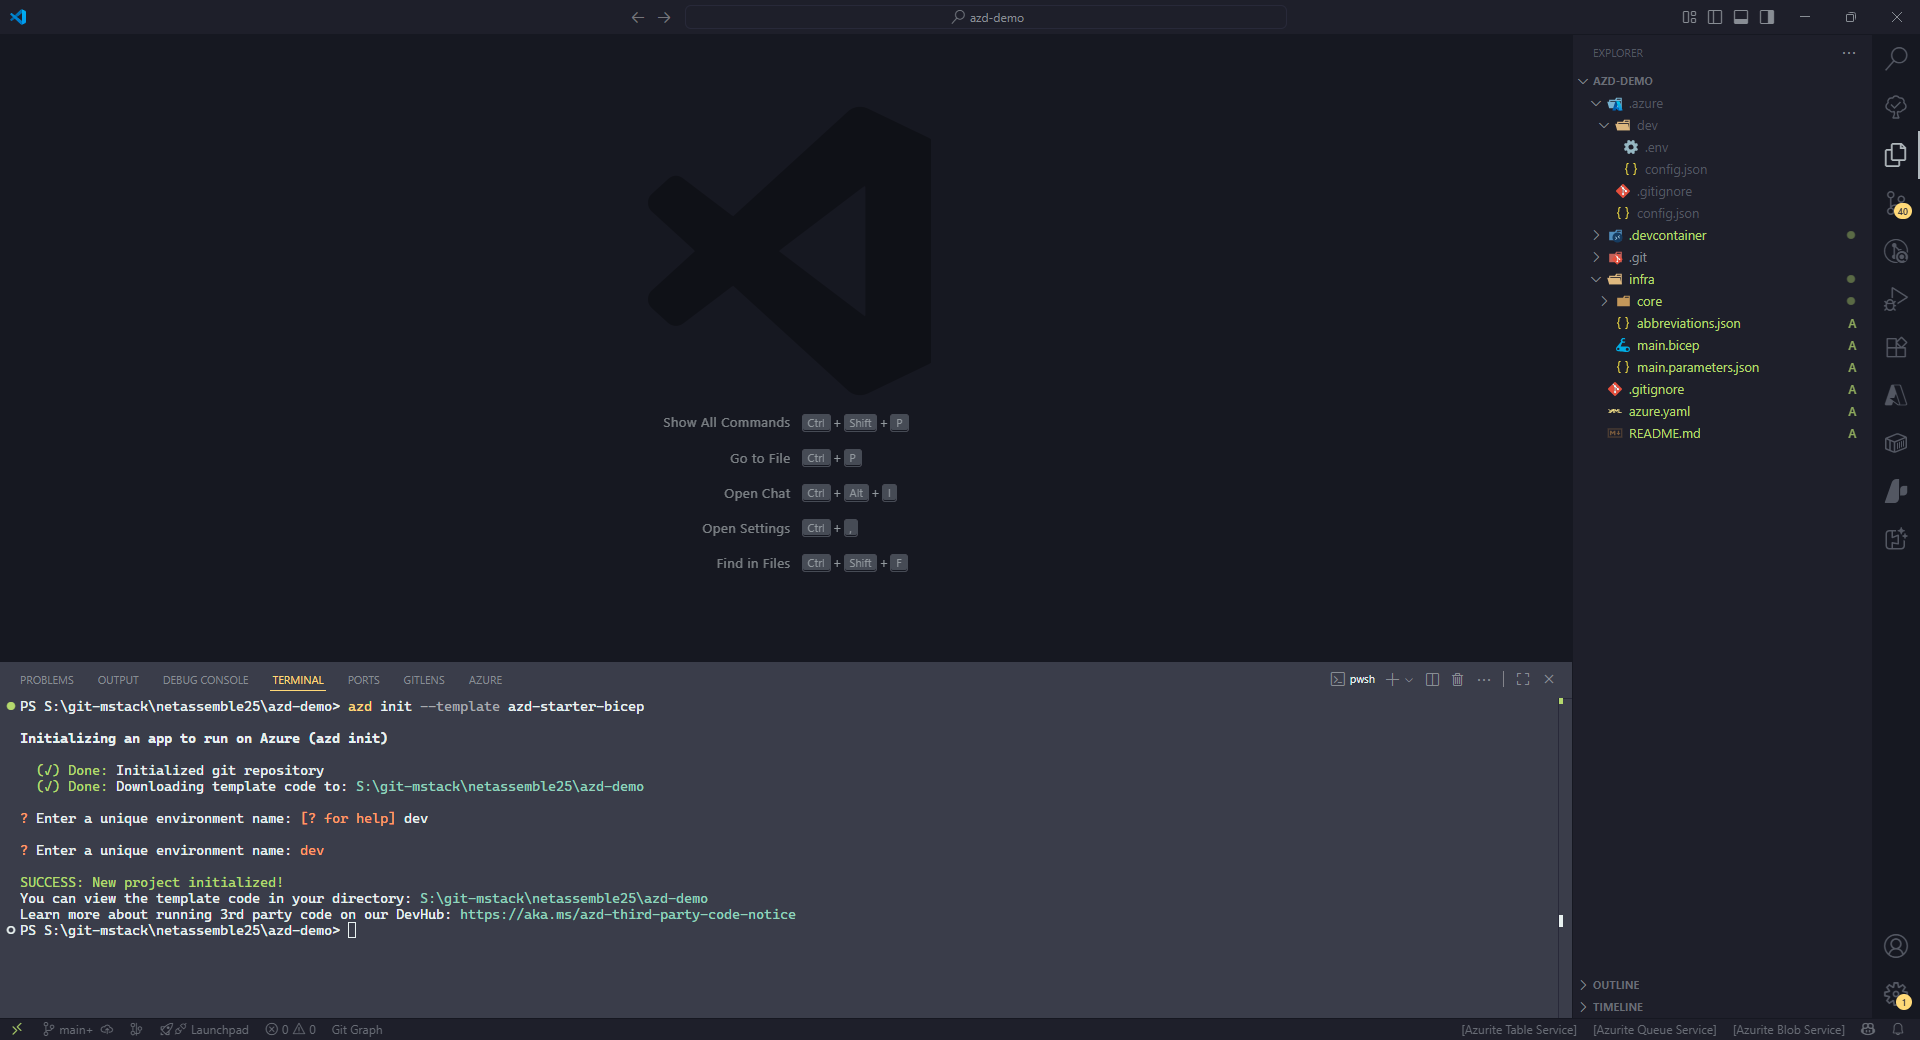 azd-demo
Show All Commands Ctrl + Shift + P
Go to File Ctrl + P
Open Chat Ctrl + Alt + I
Open Settings Ctrl + ,
Find in Files Ctrl + Shift + F
EXPLORER
AZD-DEMO
.azure
dev
.env
config.json
.gitignore
config.json
.devcontainer
.git
infra
core
abbreviations.json A
main.bicep A
main.parameters.json A
.gitignore A
azure.yaml A
README.md A
40
OUTLINE
TIMELINE
1
PROBLEMS OUTPUT DEBUG CONSOLE TERMINAL PORTS GITLENS AZURE pwsh
PS S:\git-mstack\netassemble25\azd-demo> azd init --template azd-starter-bicep
Initializing an app to run on Azure (azd init)
(✓) Done: Initialized git repository
(✓) Done: Downloading template code to: S:\git-mstack\netassemble25\azd-demo
? Enter a unique environment name: [? for help] dev
? Enter a unique environment name: dev
SUCCESS: New project initialized!
You can view the template code in your directory: S:\git-mstack\netassemble25\azd-demo
Learn more about running 3rd party code on our DevHub: https://aka.ms/azd-third-party-code-notice
PS S:\git-mstack\netassemble25\azd-demo>
main+ Launchpad 0 0 Git Graph [Azurite Table Service] [Azurite Queue Service] [Azurite Blob Service]